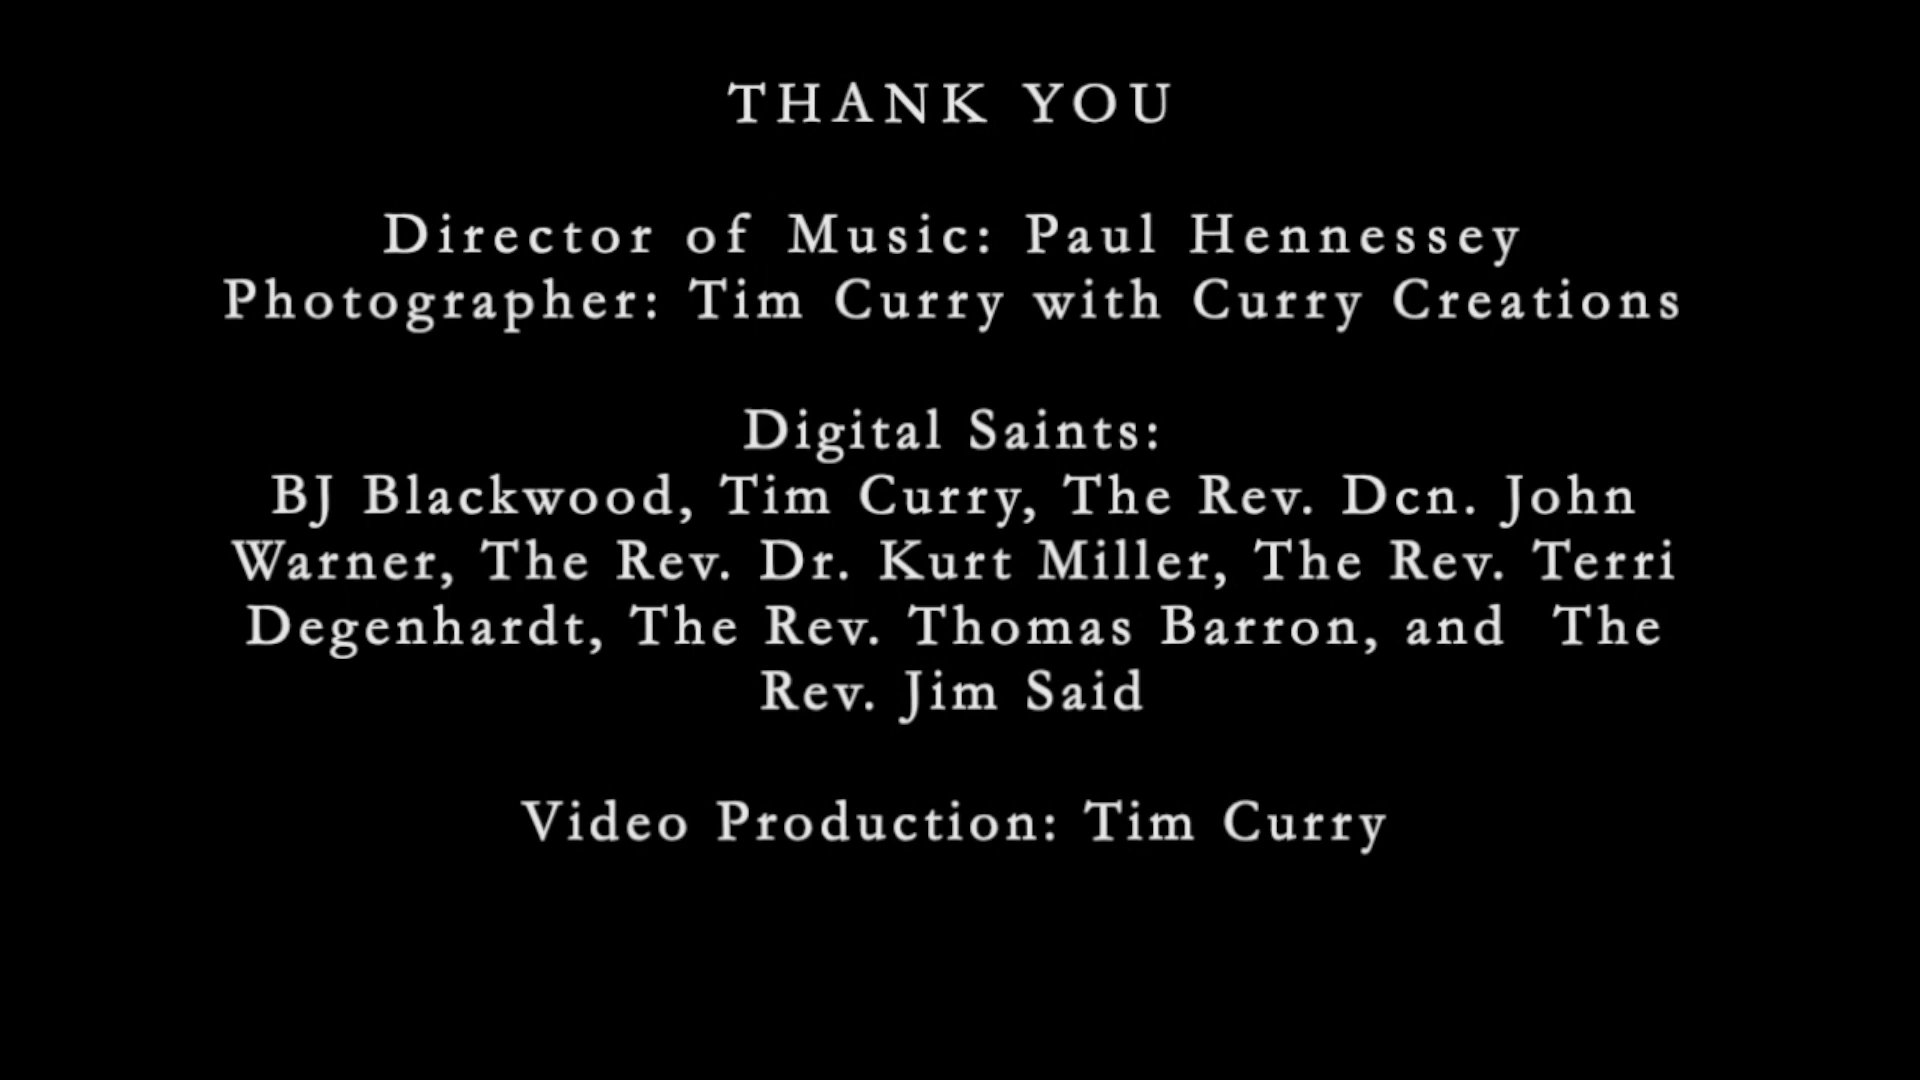 THANK YOU
Director of Music: Paul Hennessey
Photographer: Tim Curry with Curry Creations
Digital Saints:
BJ Blackwood, Tim Curry, The Rev. Dcn. John
Warner, The Rev. Dr. Kurt Miller, The Rev. Terri
Degenhardt, The Rev. Thomas Barron, and  The
Rev. Jim Said
Video Production: Tim Curry